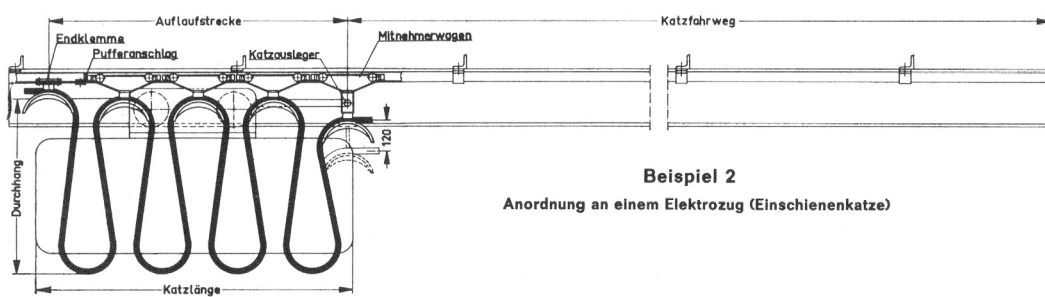 Auflaufstrecke
Katzfahrweg
Endklemme
Pufferanschlag
Katzausleger
Mitnehmerwagen
120
Durchhang
Beispiel 2
Anordnung an einem Elektrozug (Einschienenkatze)
Katzlänge